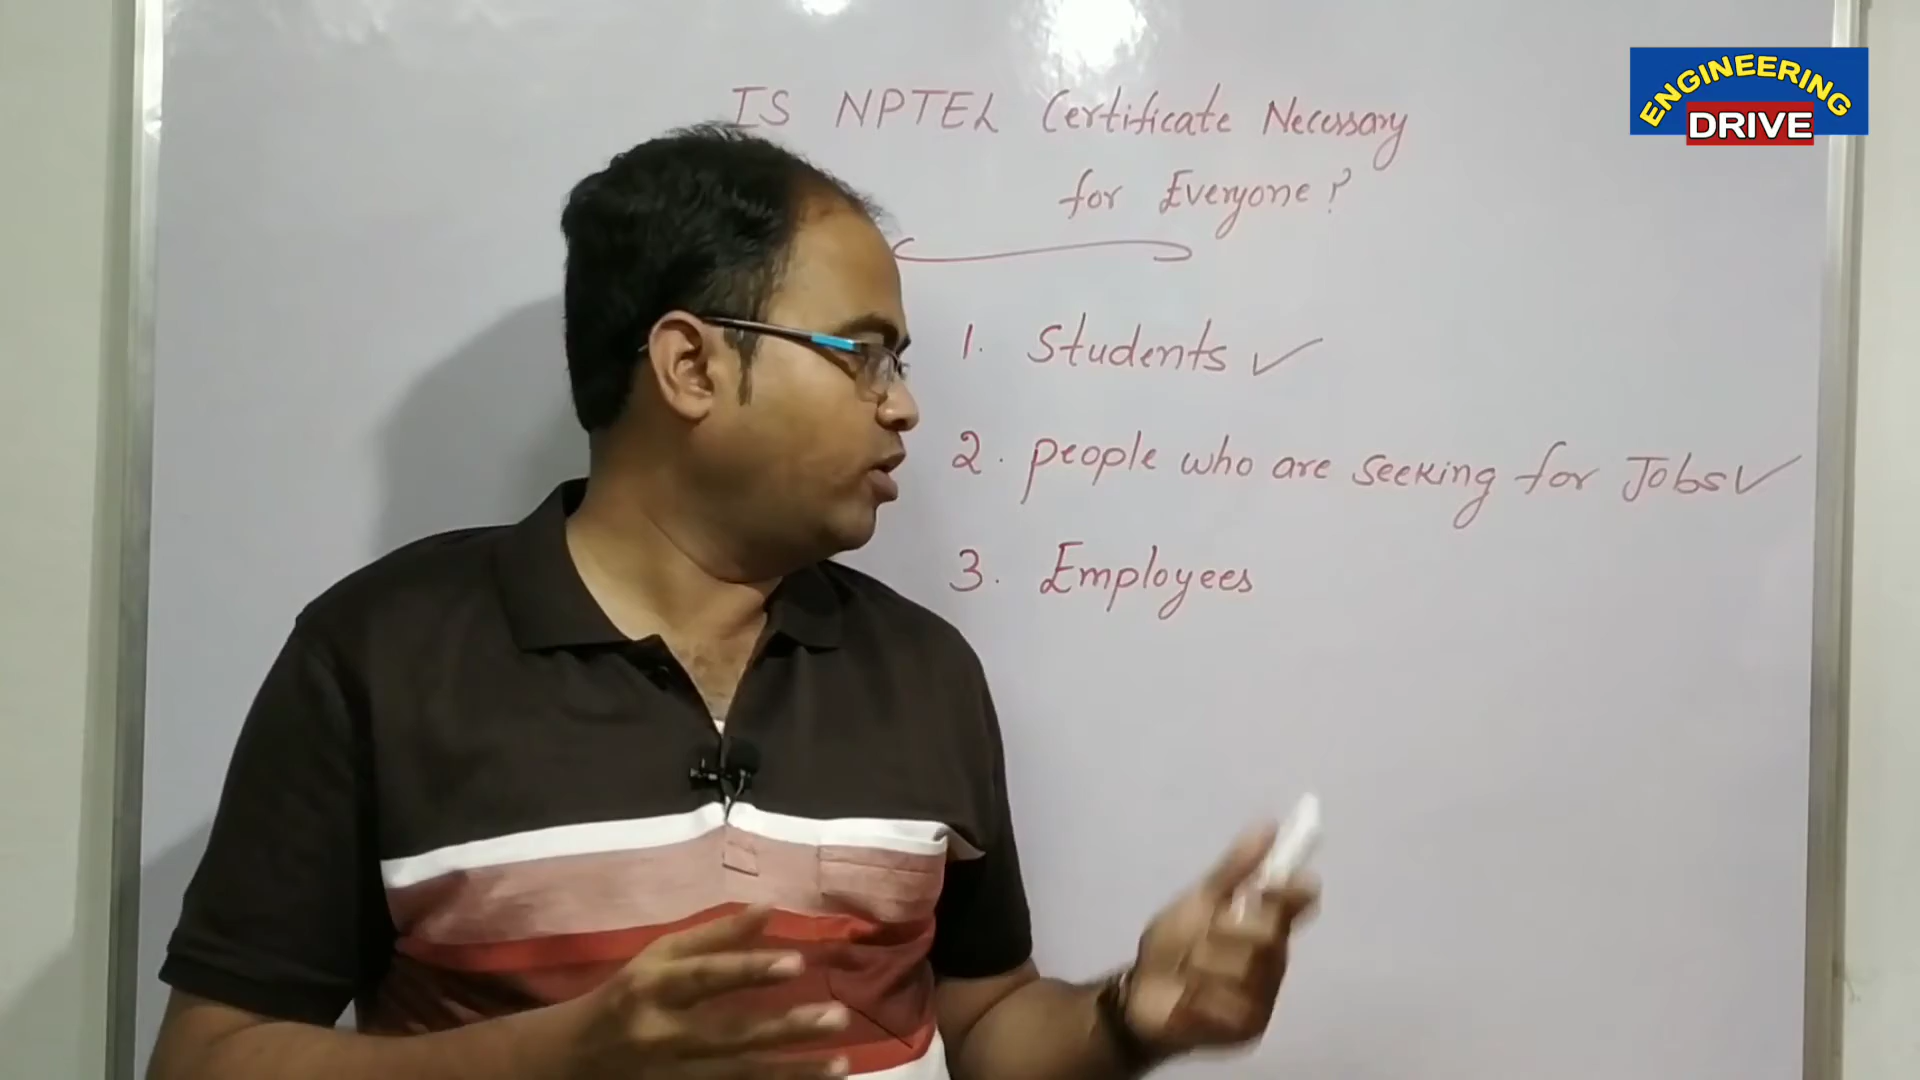 IS NPTEL Certificate Necessary
for Everyone?
1. Students ✓
2. people who are seeking for Jobs ✓
3. Employees
ENGINEERING
DRIVE